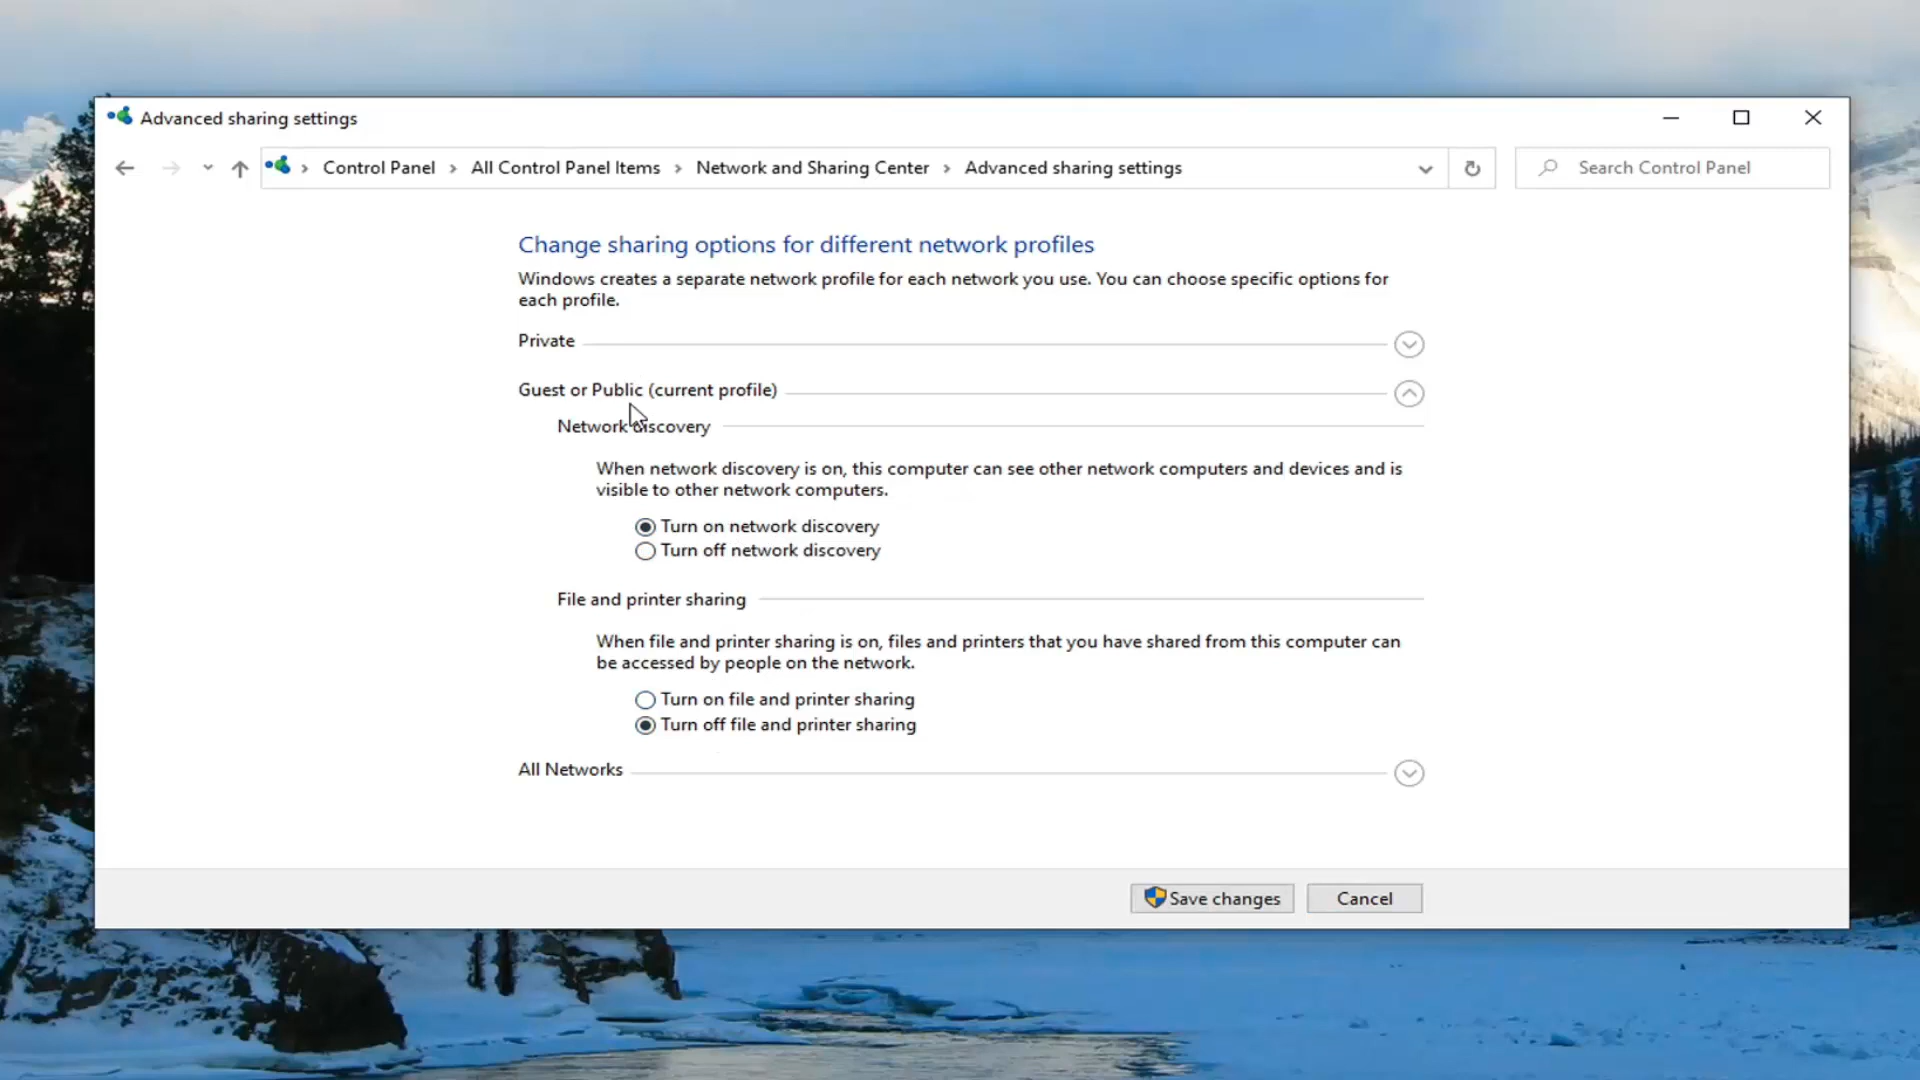 Advanced sharing settings
Control Panel > All Control Panel Items > Network and Sharing Center > Advanced sharing settings
Search Control Panel
Change sharing options for different network profiles
Windows creates a separate network profile for each network you use. You can choose specific options for
each profile.
Private
Guest or Public (current profile)
Network discovery
When network discovery is on, this computer can see other network computers and devices and is
visible to other network computers.
Turn on network discovery
Turn off network discovery
File and printer sharing
When file and printer sharing is on, files and printers that you have shared from this computer can
be accessed by people on the network.
Turn on file and printer sharing
Turn off file and printer sharing
All Networks
Save changes
Cancel